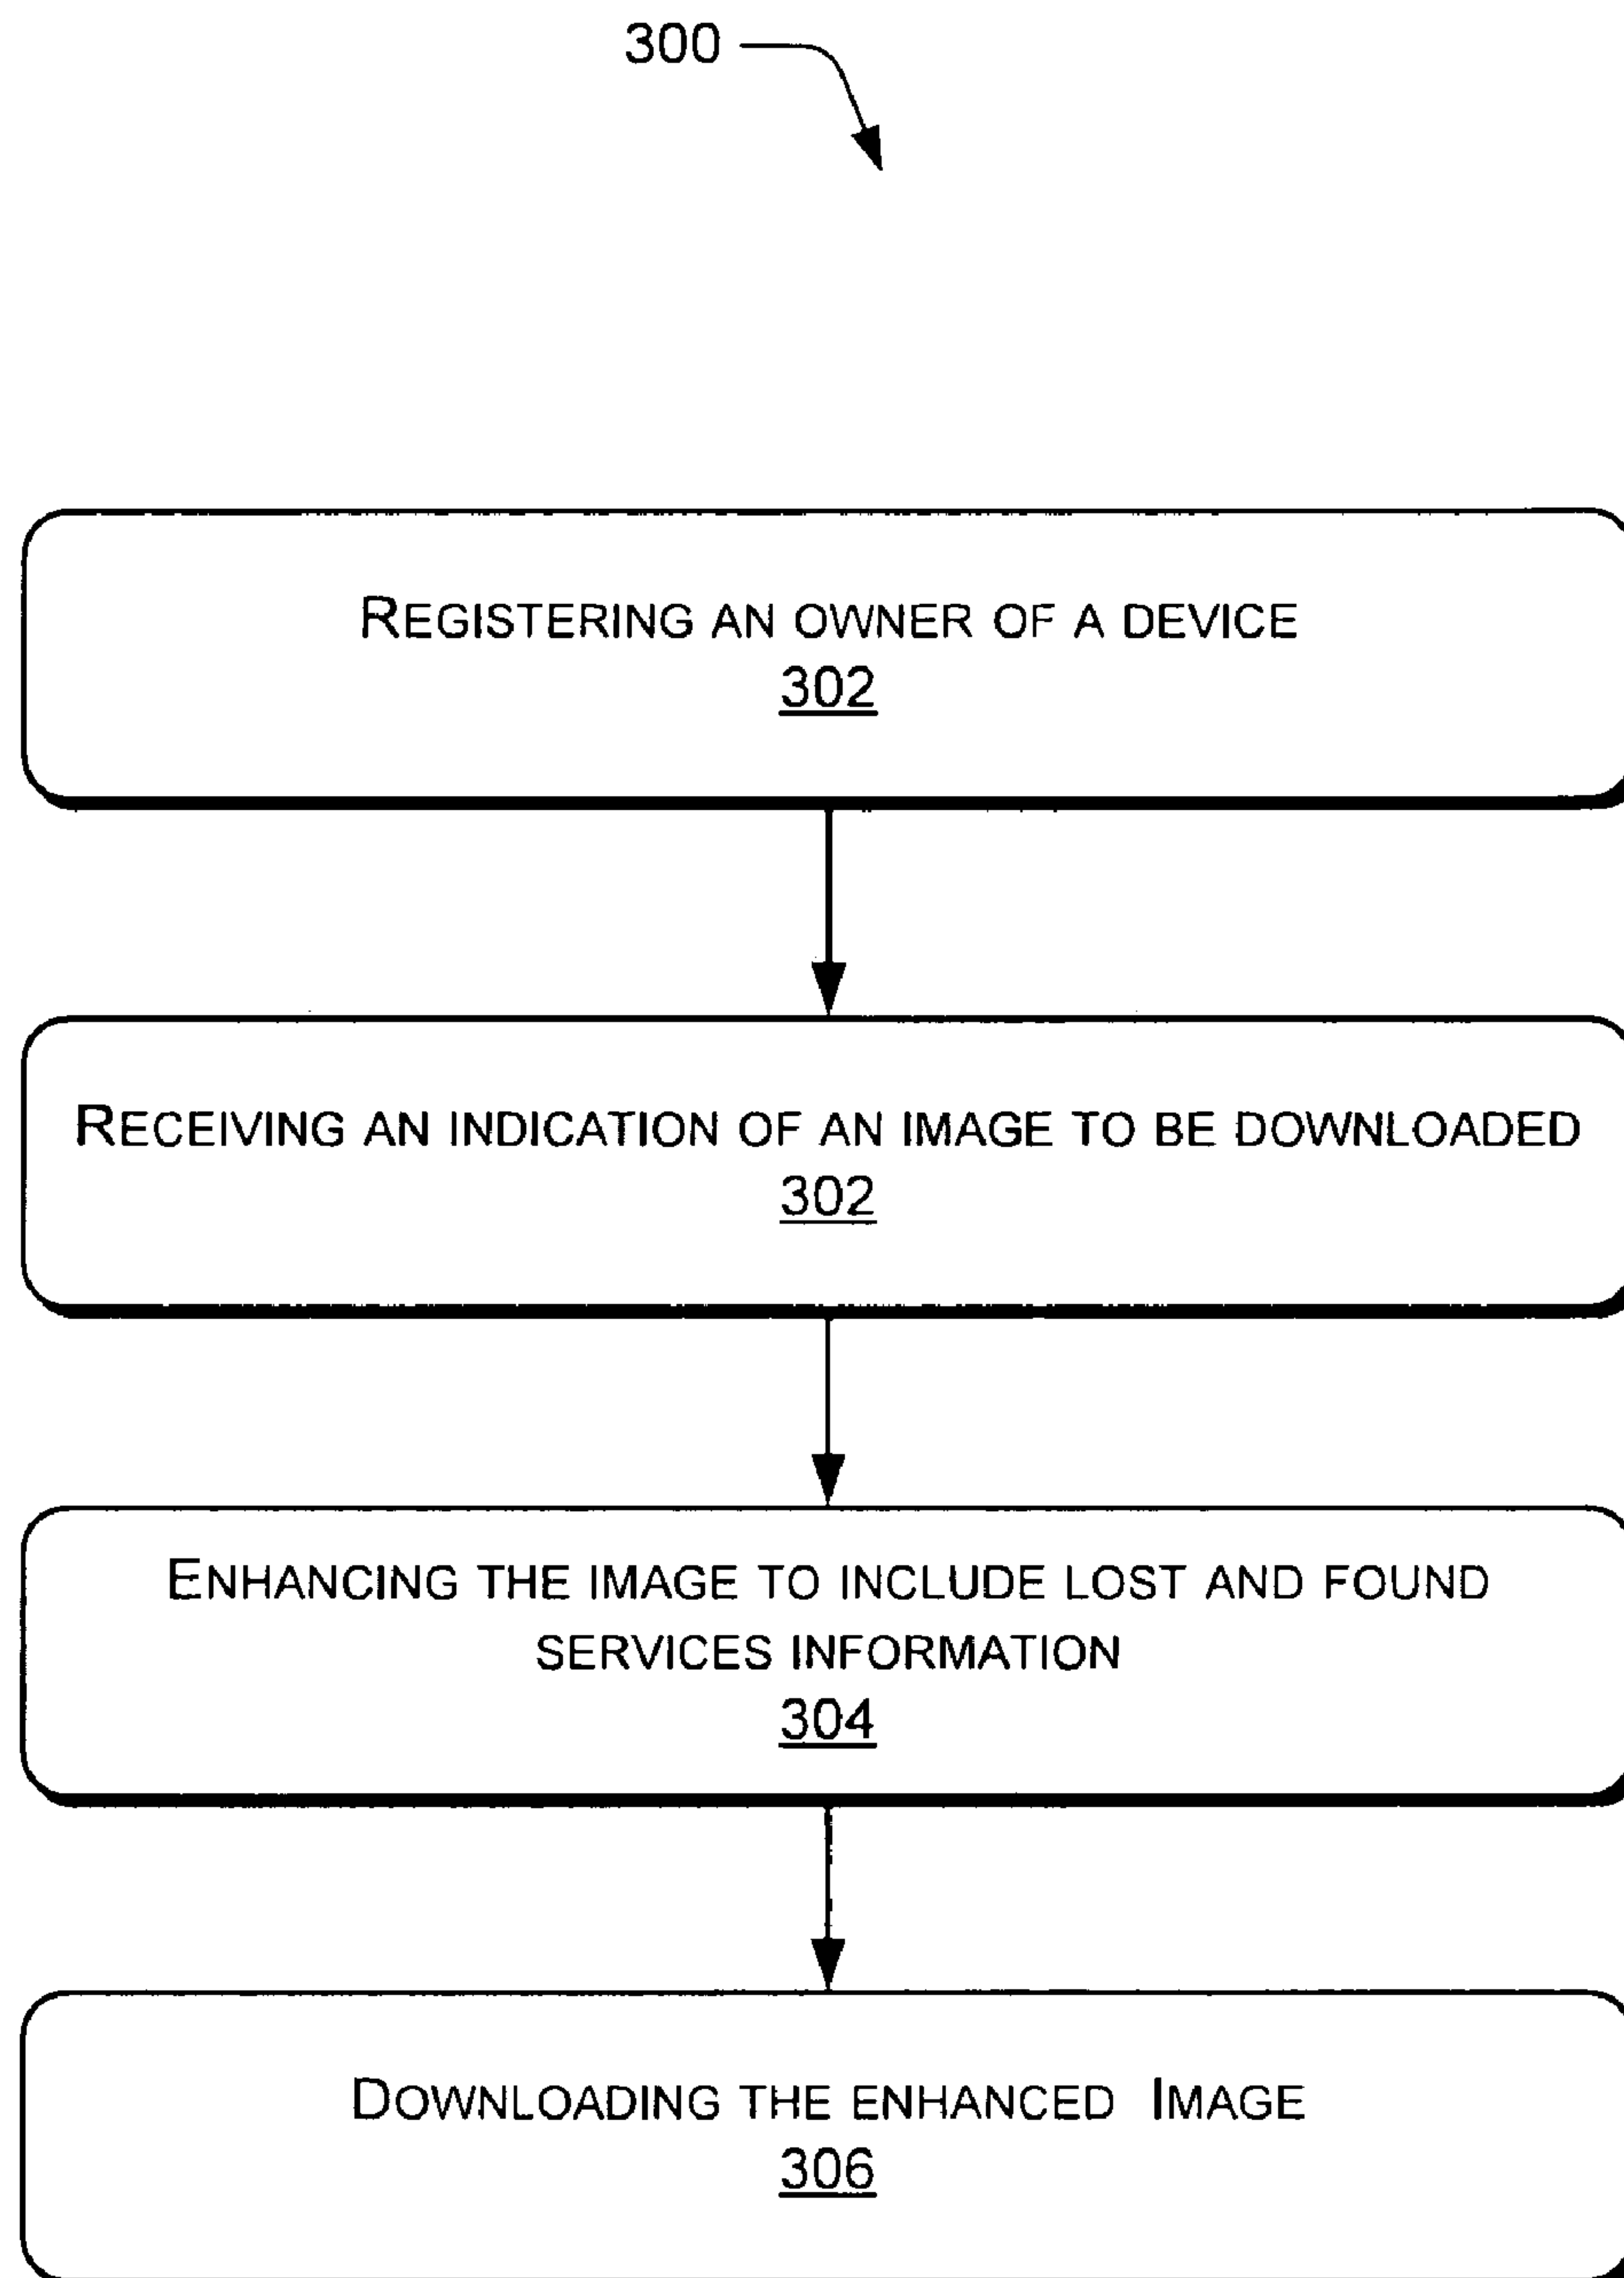 300
REGISTERING AN OWNER OF A DEVICE
302
RECEIVING AN INDICATION OF AN IMAGE TO BE DOWNLOADED
302
ENHANCING THE IMAGE TO INCLUDE LOST AND FOUND
SERVICES INFORMATION
304
DOWNLOADING THE ENHANCED IMAGE
306